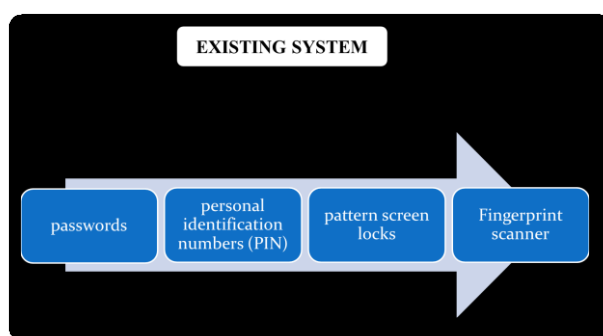 EXISTING SYSTEM
passwords
personal
identification
numbers (PIN)
pattern screen
locks
Fingerprint
scanner